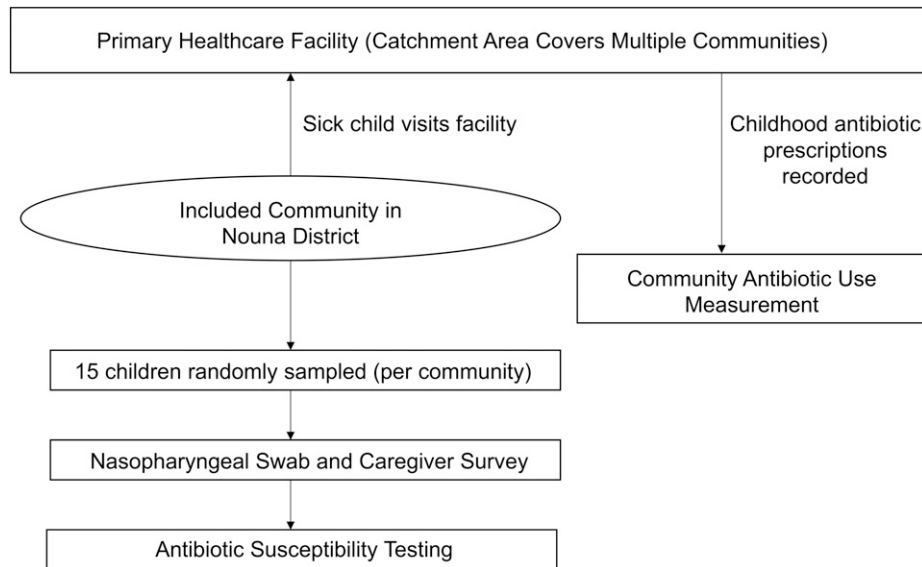 Primary Healthcare Facility (Catchment Area Covers Multiple Communities)
Sick child visits facility
Childhood antibiotic
prescriptions
recorded
Included Community in
Nouna District
Community Antibiotic Use
Measurement
15 children randomly sampled (per community)
Nasopharyngeal Swab and Caregiver Survey
Antibiotic Susceptibility Testing